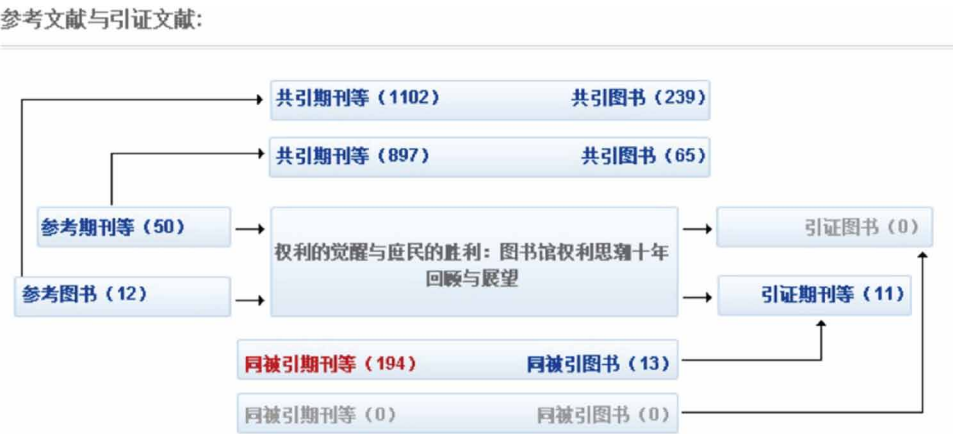 参考文献与引证文献:
共引期刊等（1102） 共引图书（239）
共引期刊等（897） 共引图书（65）
参考期刊等（50）
引证图书（0）
权利的觉醒与庶民的胜利：图书馆权利思潮十年
回顾与展望
参考图书（12）
引证期刊等（11）
同被引期刊等（194） 同被引图书（13）
同被引期刊等（0） 同被引图书（0）